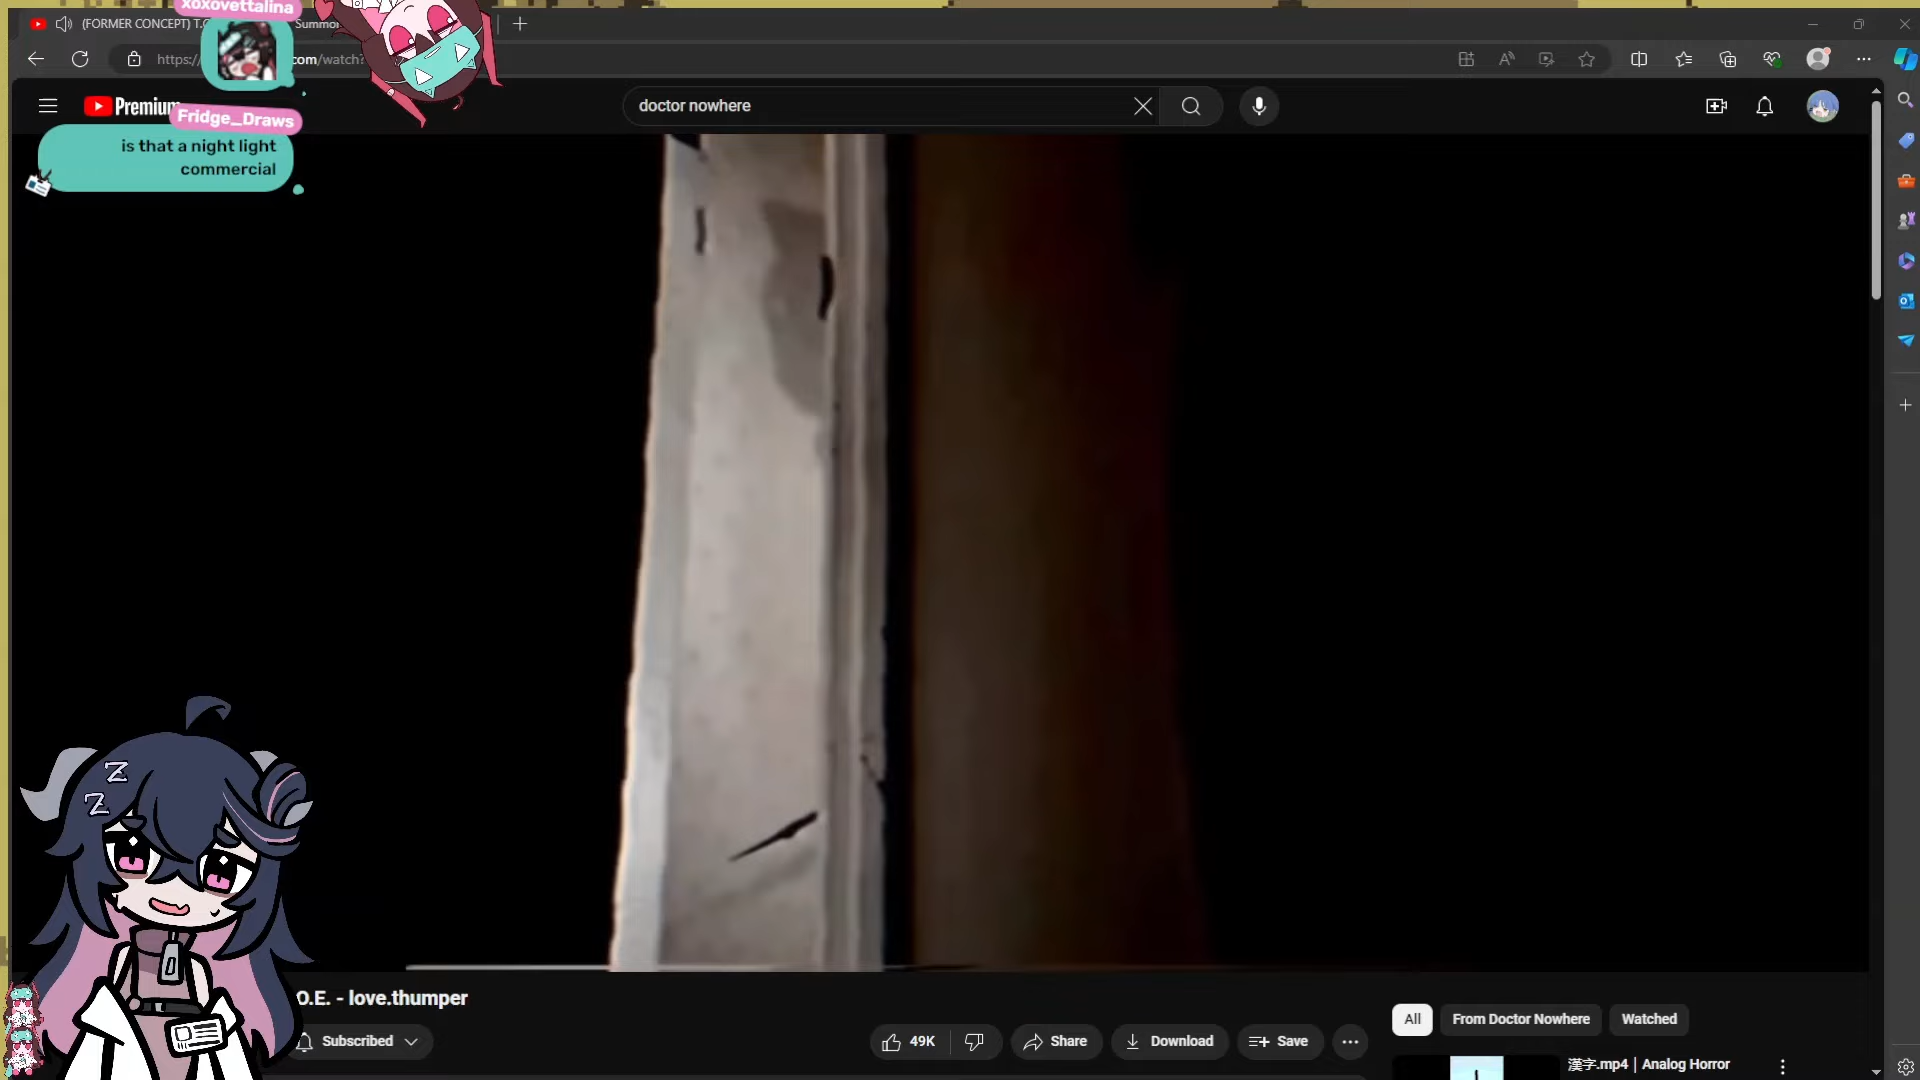 xoxovettalina
(FORMER CONCEPT) T.O
Summo
https://
com/watch?
Premium
doctor nowhere
Fridge_Draws
is that a night light
commercial
Z
Z
O.E. - love.thumper
Subscribed
49K
Share
Download
Save
All
From Doctor Nowhere
Watched
漢字.mp4 | Analog Horror